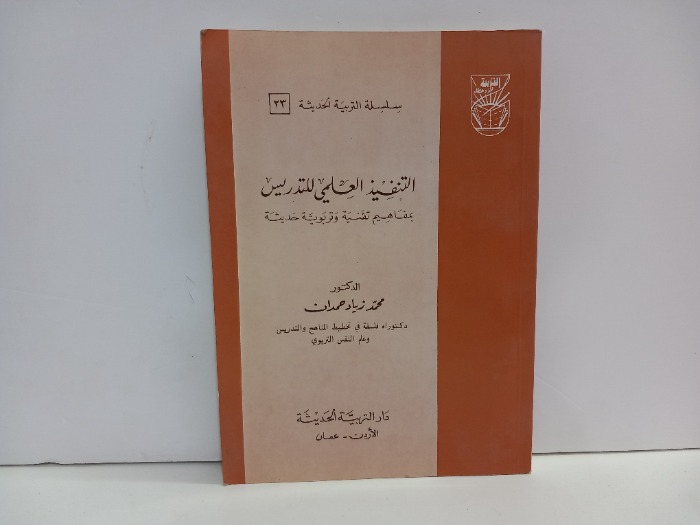 سلسلة التربية الحديثة ٢٣
التربية
التنفيذ العلمي للتدريس
بمفاهيم تقنية وتربوية حديثة
الدكتور
محمد زياد حمدان
دكتوراه فلسفة في تخطيط المناهج والتدريس
وعلم النفس التربوي
دار التربية الحديثة
الأردن - عمان